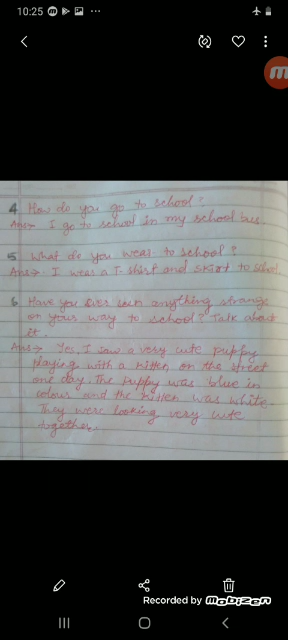 10:25
4 How do you go to school?
Ans→ I go to school in my school bus.
5 What do you wear to school?
Ans→ I wear a T-shirt and skirt to school
6 Have you ever seen anything strange
on your way to school? Talk about
it.
Ans→ Yes, I saw a very cute puppy
playing with a kitten on the street
one day. The puppy was blue in
colour and the kitten was white.
They were looking very cute
together.
Recorded by Mobizen